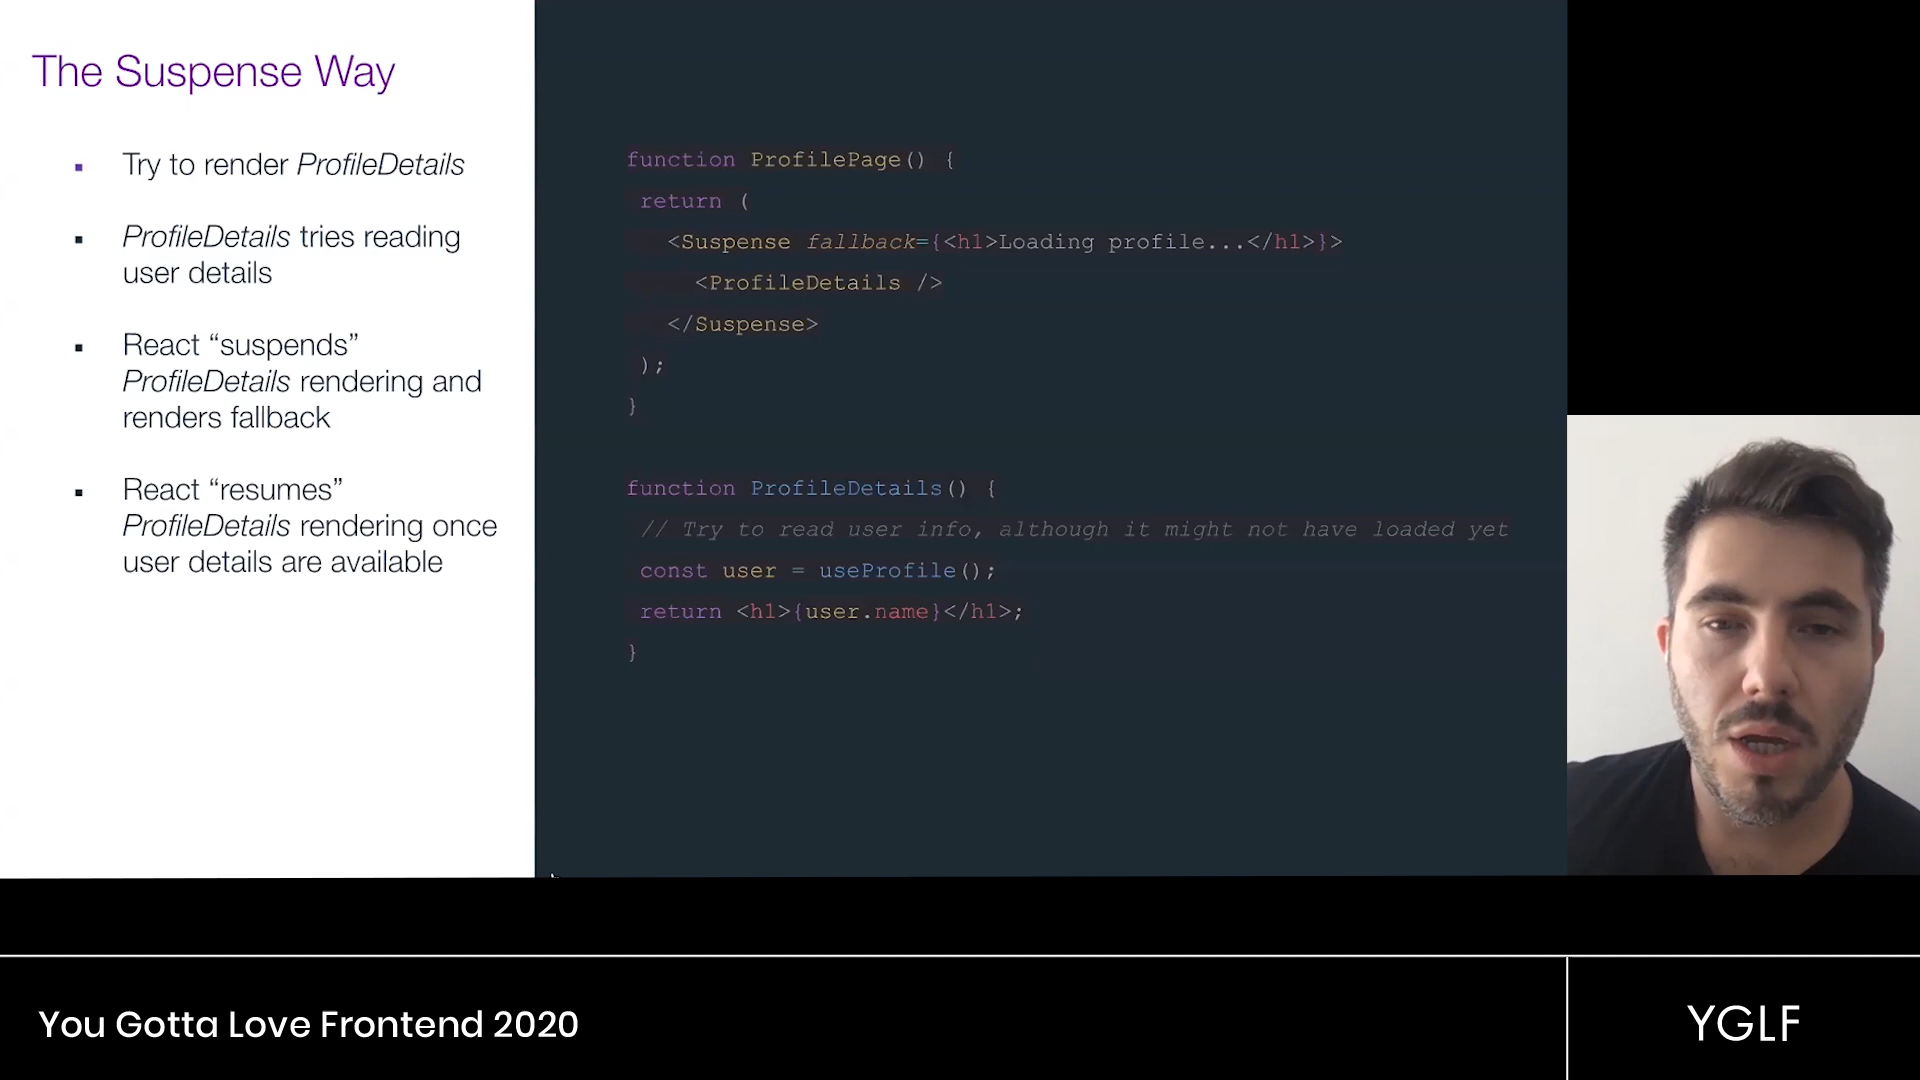 The Suspense Way
▪ Try to render ProfileDetails
▪ ProfileDetails tries reading
user details
▪ React “suspends”
ProfileDetails rendering and
renders fallback
▪ React “resumes”
ProfileDetails rendering once
user details are available
function ProfilePage() {
return (
<Suspense fallback={<h1>Loading profile...</h1>}>
<ProfileDetails />
</Suspense>
);
}
function ProfileDetails() {
// Try to read user info, although it might not have loaded yet
const user = useProfile();
return <h1>{user.name}</h1>;
}
You Gotta Love Frontend 2020
YGLF